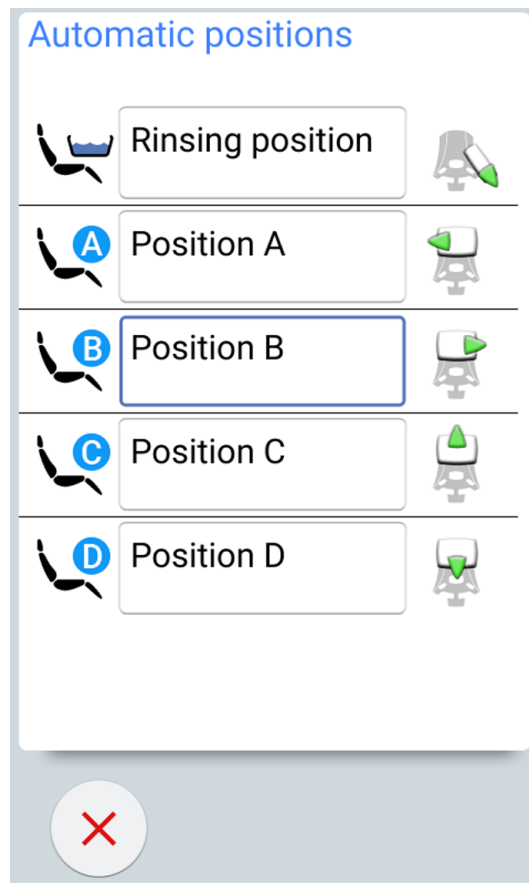 Automatic positions
Rinsing position
A Position A
B Position B
C Position C
D Position D